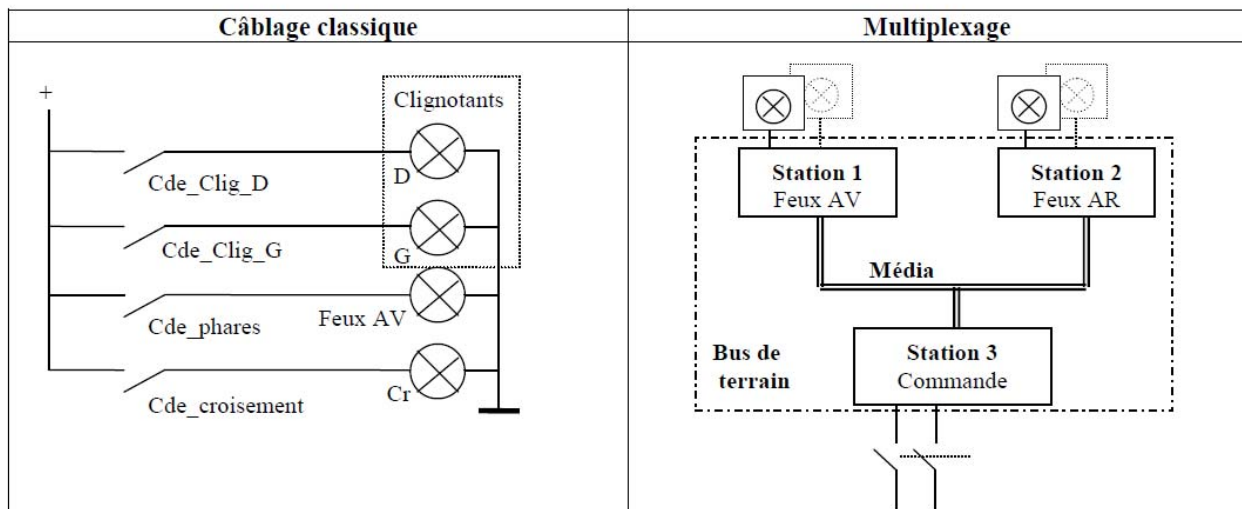 Câblage classique
Multiplexage
+
Clignotants
D
Cde_Clig_D
G
Cde_Clig_G
Feux AV
Cde_phares
Cr
Cde_croisement
Station 1
Feux AV
Station 2
Feux AR
Média
Bus de
terrain
Station 3
Commande